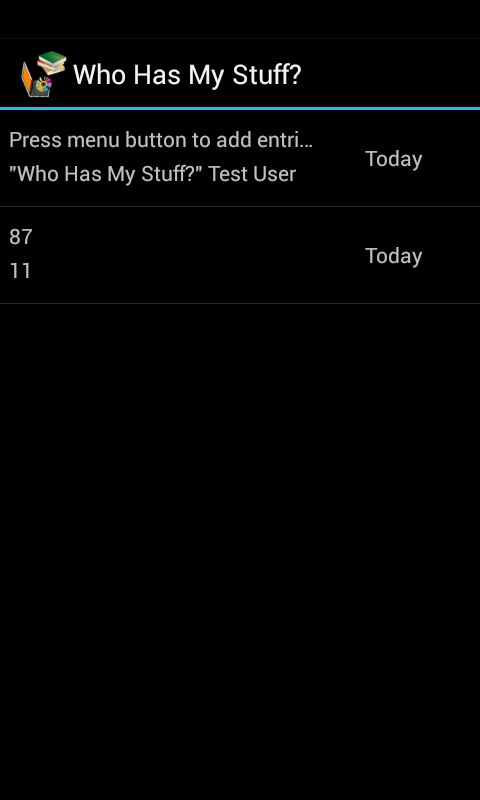 Who Has My Stuff?
Press menu button to add entri...
"Who Has My Stuff?" Test User
Today
87
11
Today